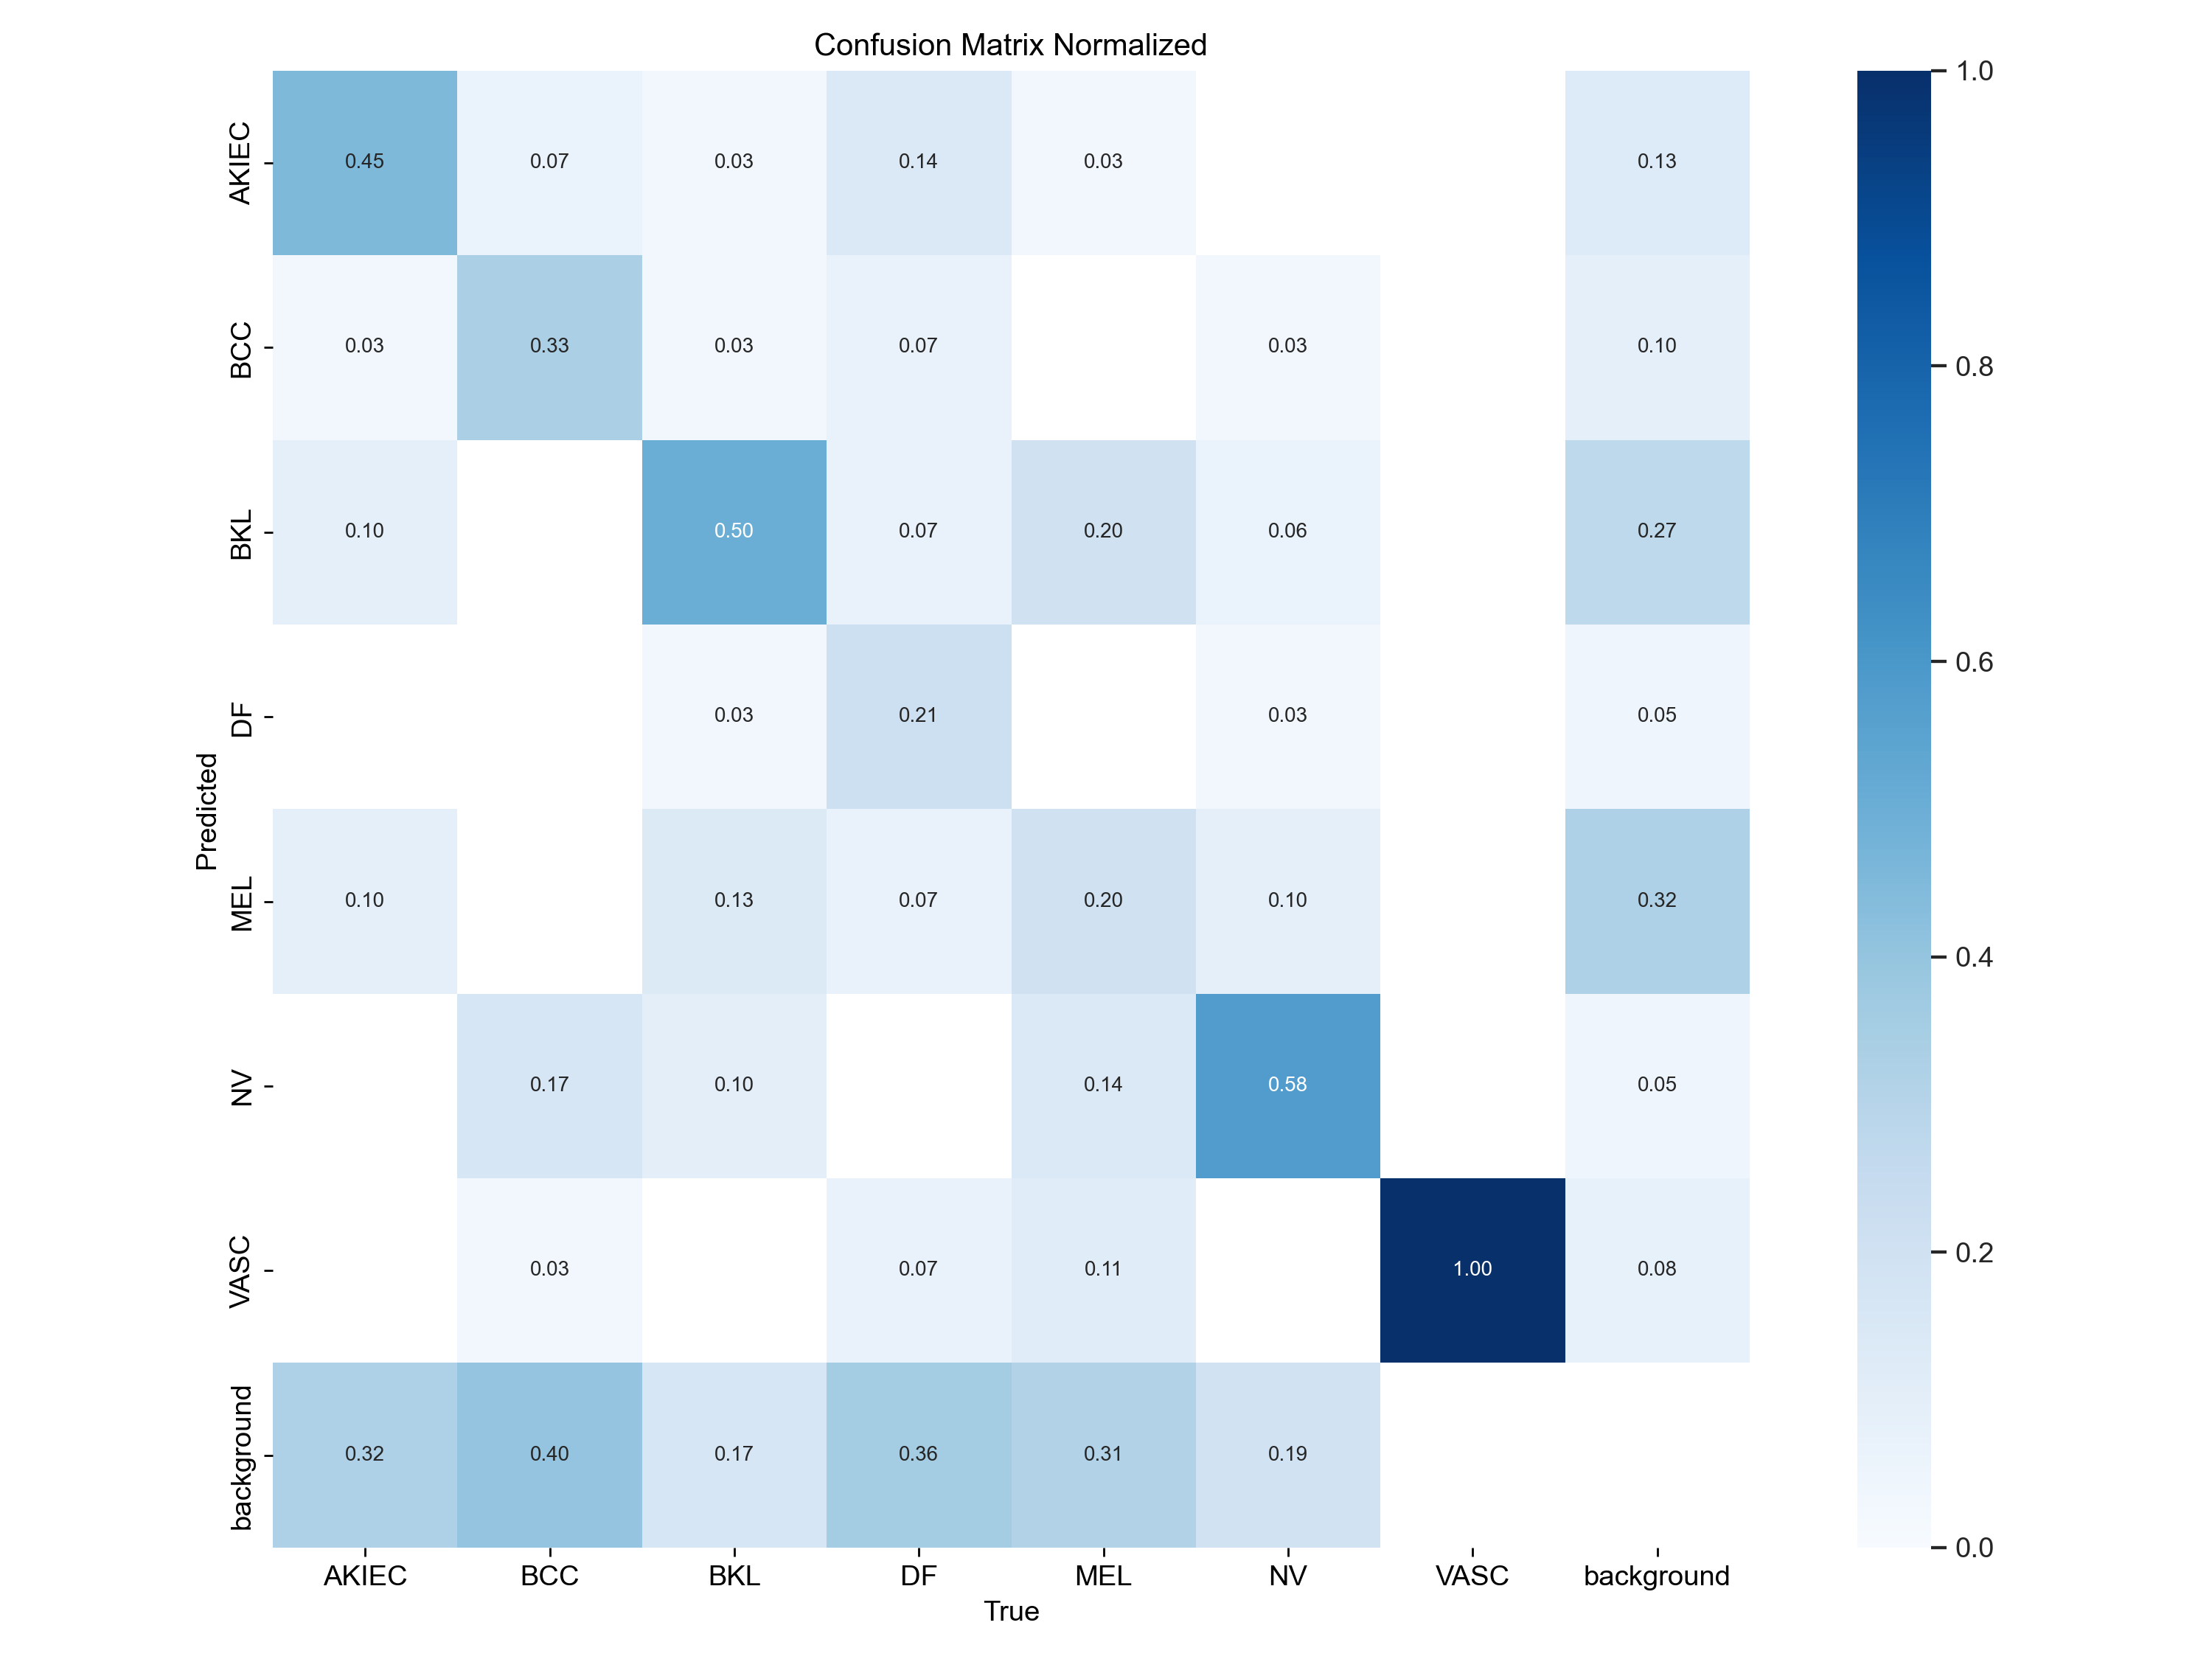 Confusion Matrix Normalized
AKIEC 0.45 0.07 0.03 0.14 0.03 0.13
BCC 0.03 0.33 0.03 0.07 0.03 0.10
BKL 0.10 0.50 0.07 0.20 0.06 0.27
DF 0.03 0.21 0.03 0.05
MEL 0.10 0.13 0.07 0.20 0.10 0.32
NV 0.17 0.10 0.14 0.58 0.05
VASC 0.03 0.07 0.11 1.00 0.08
background 0.32 0.40 0.17 0.36 0.31 0.19
Predicted
AKIEC BCC BKL DF MEL NV VASC background
True
1.0
0.8
0.6
0.4
0.2
0.0